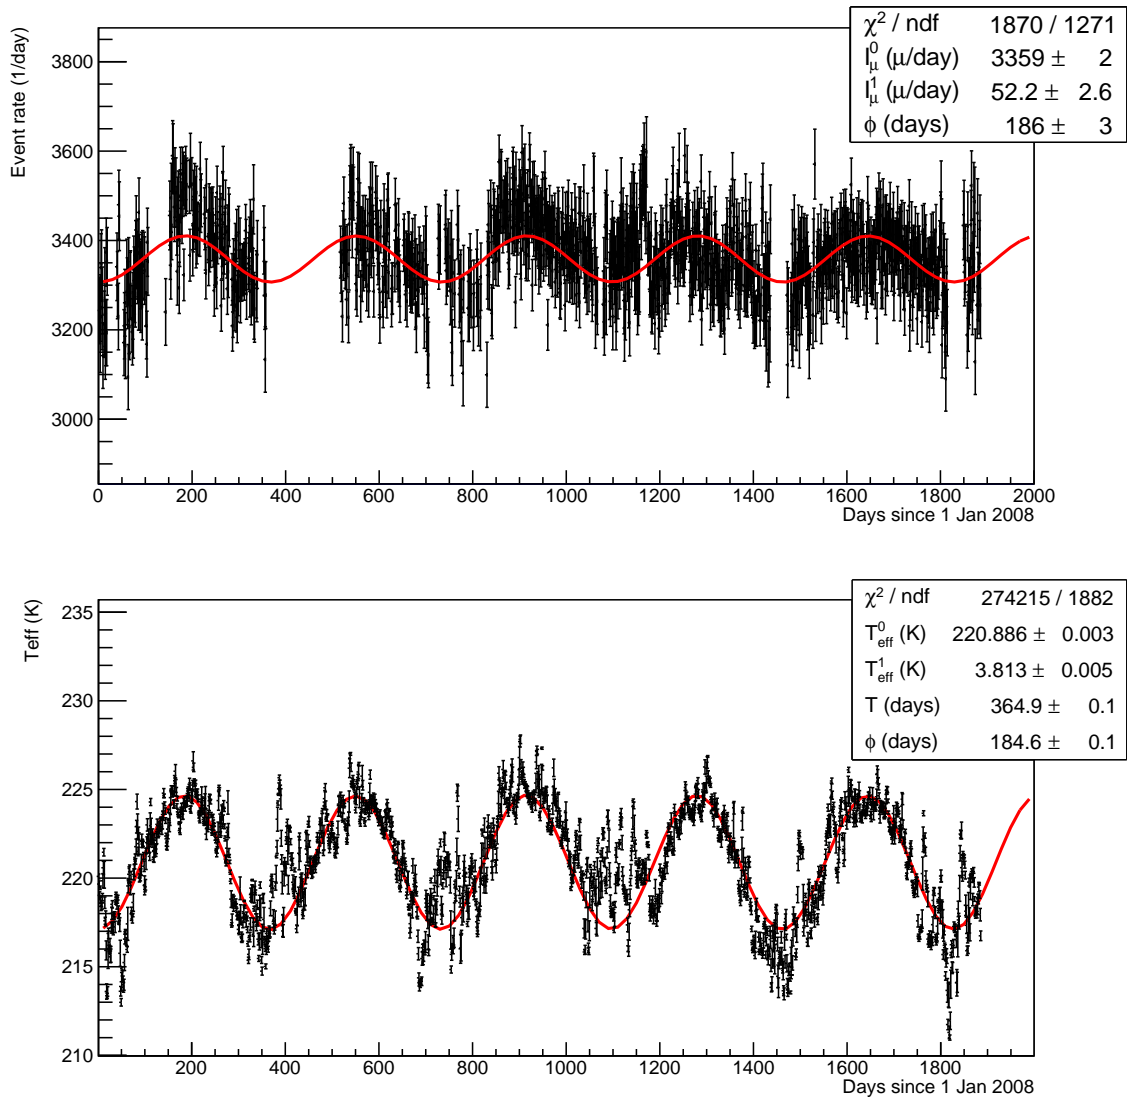 χ² / ndf 1870 / 1271
I⁰_μ (μ/day) 3359 ± 2
I¹_μ (μ/day) 52.2 ± 2.6
ϕ (days) 186 ± 3
Event rate (1/day)
3800
3600
3400
3200
3000
0 200 400 600 800 1000 1200 1400 1600 1800 2000
Days since 1 Jan 2008
χ² / ndf 274215 / 1882
T⁰_eff (K) 220.886 ± 0.003
T¹_eff (K) 3.813 ± 0.005
T (days) 364.9 ± 0.1
ϕ (days) 184.6 ± 0.1
Teff (K)
235
230
225
220
215
210
200 400 600 800 1000 1200 1400 1600 1800
Days since 1 Jan 2008